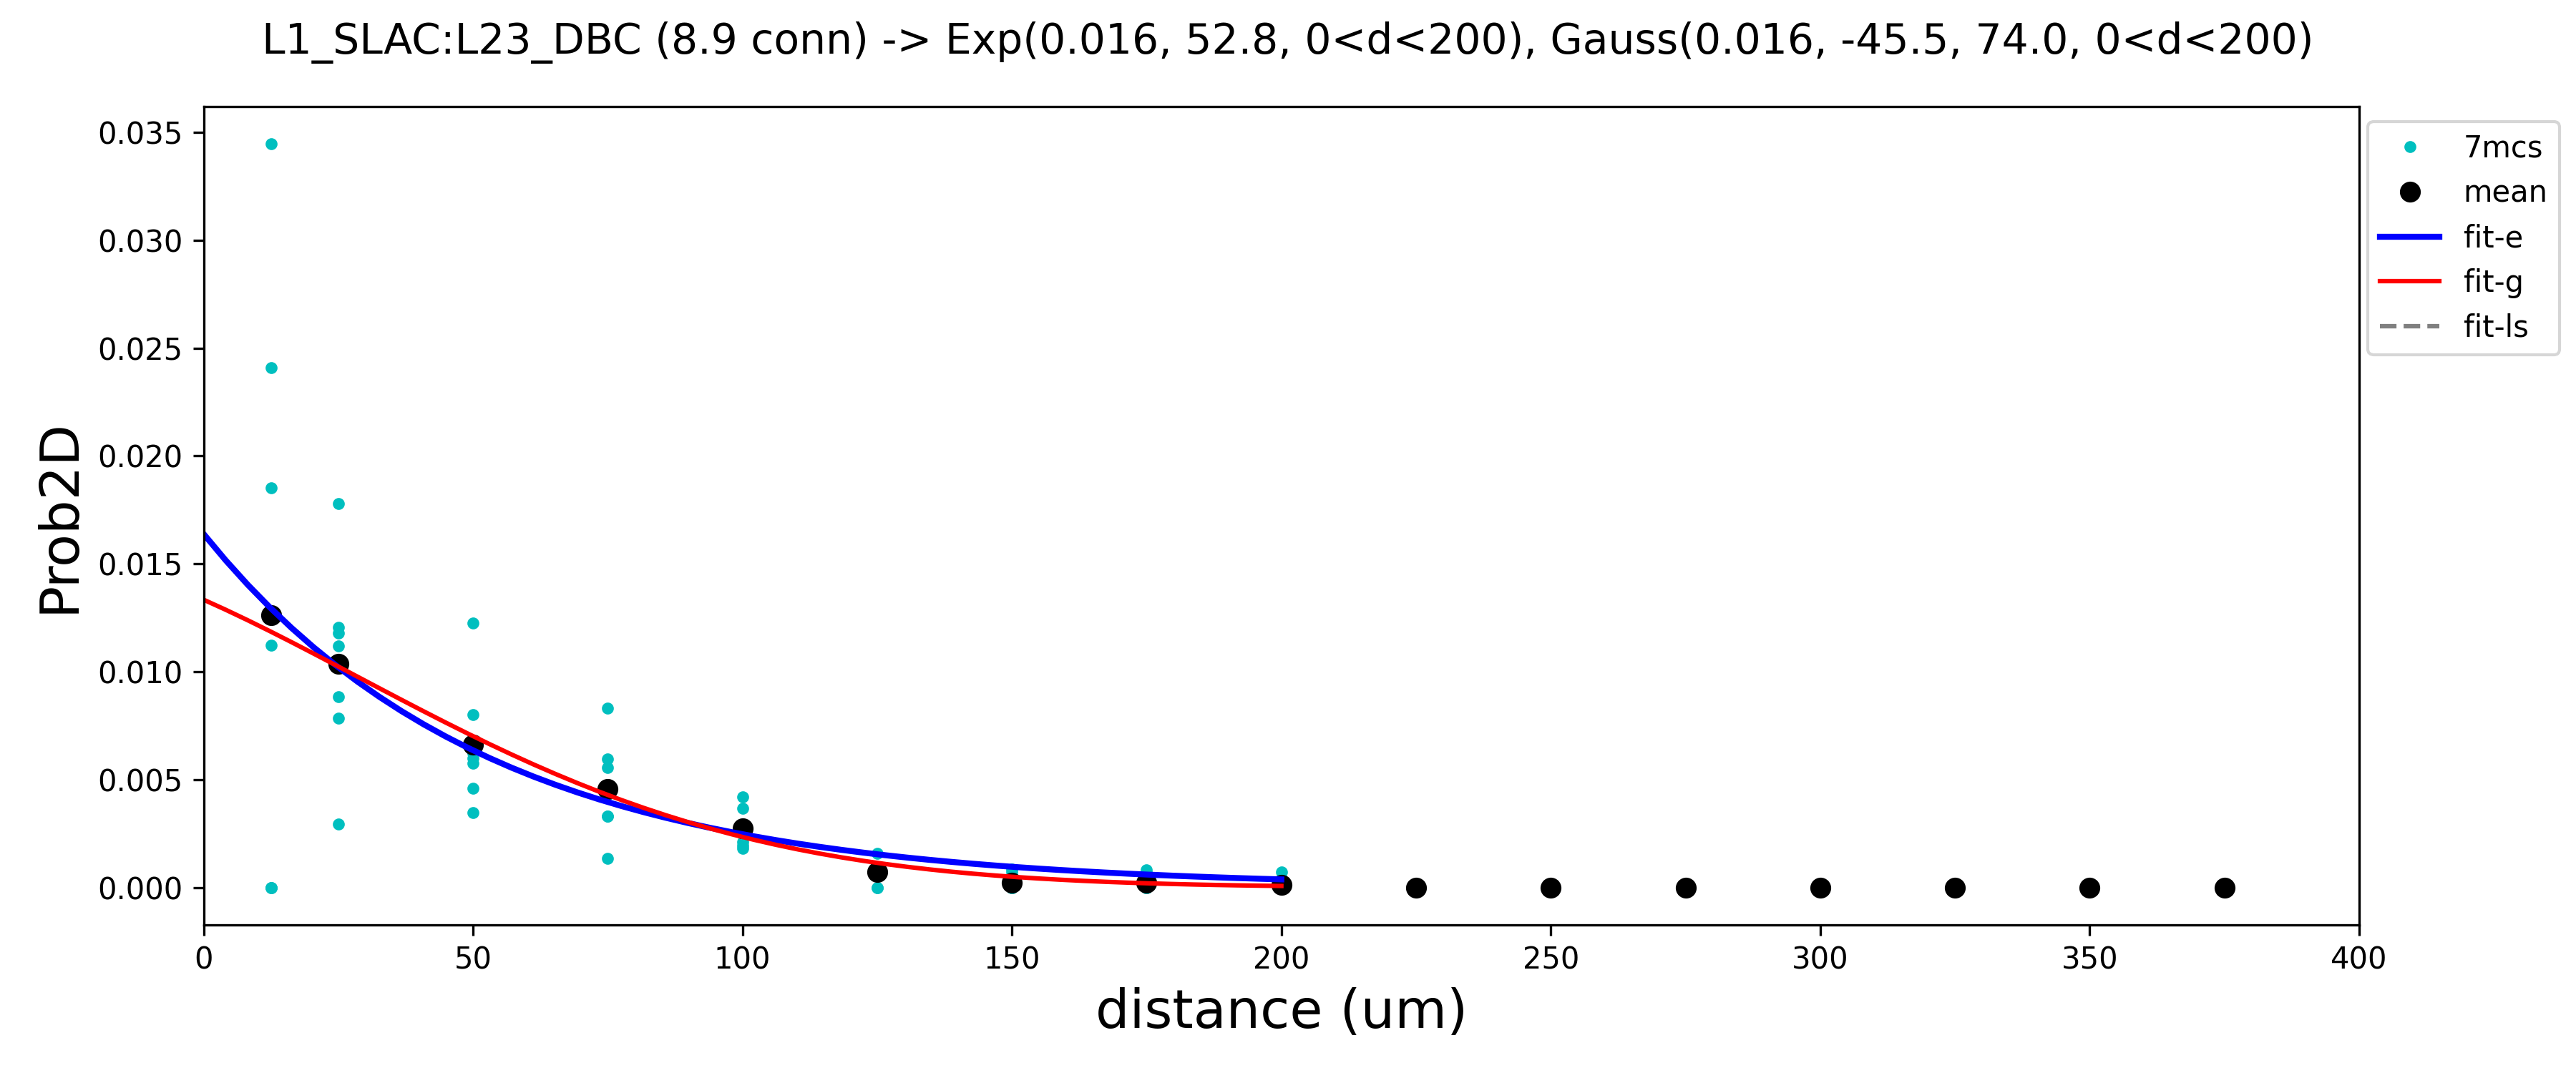 L1_SLAC:L23_DBC (8.9 conn) -> Exp(0.016, 52.8, 0<d<200), Gauss(0.016, -45.5, 74.0, 0<d<200)
0.035
0.030
0.025
0.020
0.015
0.010
0.005
0.000
Prob2D
0 50 100 150 200 250 300 350 400
distance (um)
7mcs
mean
fit-e
fit-g
fit-ls